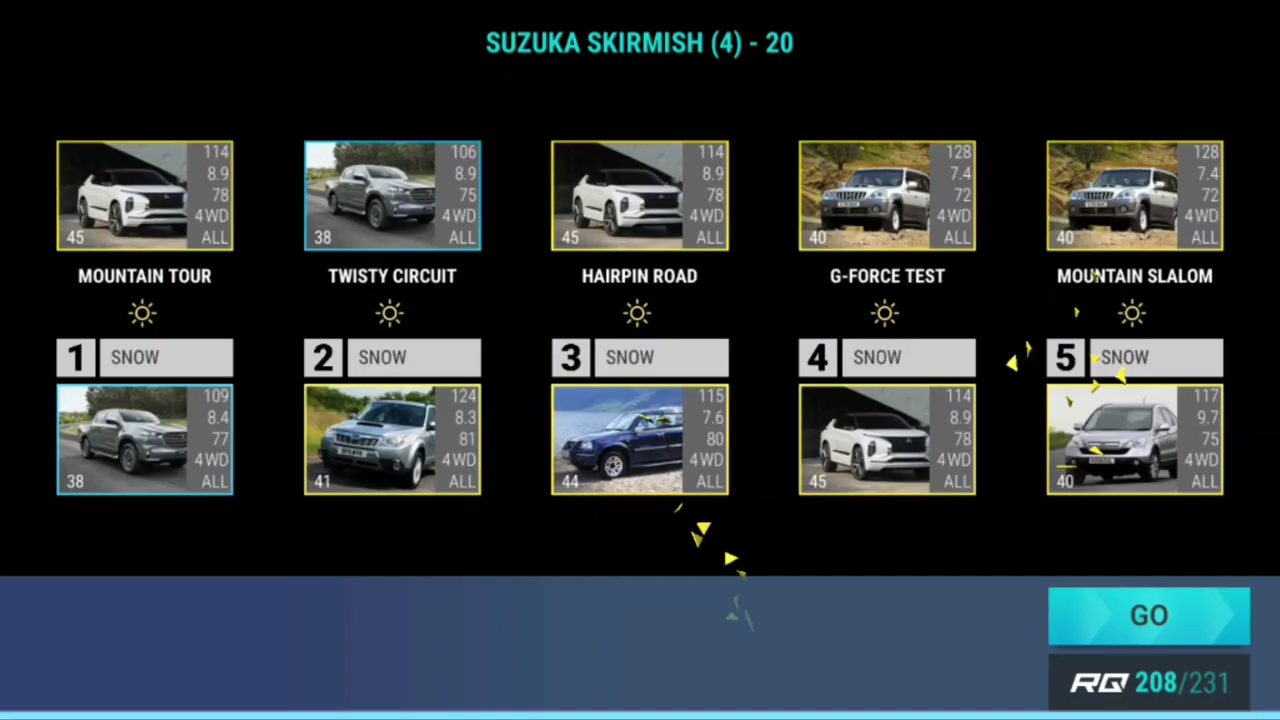 SUZUKA SKIRMISH (4) - 20
114
8.9
78
4WD
45 ALL
106
8.9
75
4WD
38 ALL
114
8.9
78
4WD
45 ALL
128
7.4
72
4WD
40 ALL
128
7.4
72
4WD
40 ALL
MOUNTAIN TOUR
TWISTY CIRCUIT
HAIRPIN ROAD
G-FORCE TEST
MOUNTAIN SLALOM
1 SNOW
2 SNOW
3 SNOW
4 SNOW
5 SNOW
109
8.4
77
4WD
38 ALL
124
8.3
81
4WD
41 ALL
115
7.6
80
4WD
44 ALL
114
8.9
78
4WD
45 ALL
117
9.7
75
4WD
40 ALL
GO
RQ 208/231